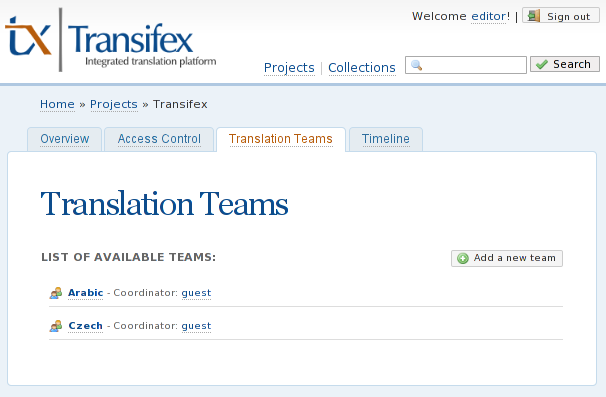 Welcome editor! | Sign out
tx Transifex
Integrated translation platform
Projects | Collections Search
Home » Projects » Transifex
Overview Access Control Translation Teams Timeline
Translation Teams
LIST OF AVAILABLE TEAMS: Add a new team
Arabic - Coordinator: guest
Czech - Coordinator: guest